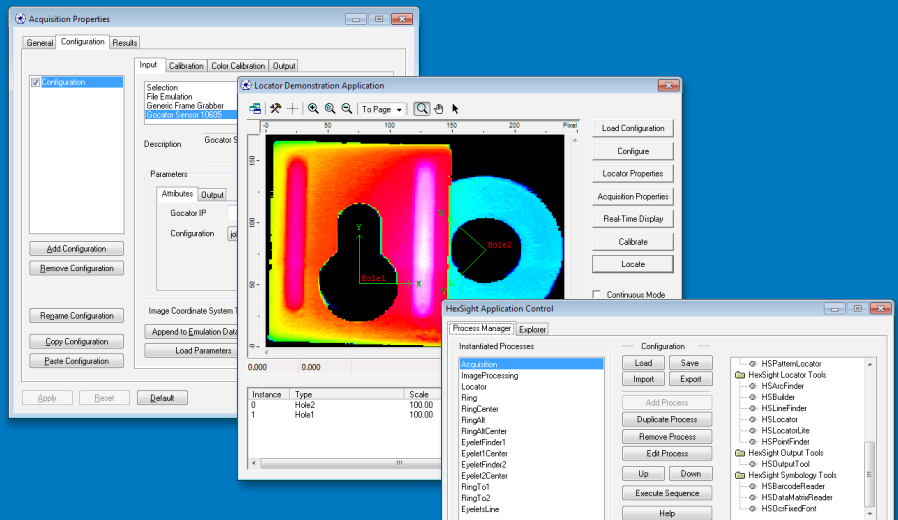 Acquisition Properties
General Configuration Results
Configuration
Input Calibration Color Calibration Output
Selection
File Emulation
Generic Frame Grabber
Gocator Sensor 10605
Description Gocator S
Parameters
Attributes Output
Gocator IP
Configuration
Image Coordinate System T
Append to Emulation Data
Load Parameters
Add Configuration
Remove Configuration
Rename Configuration
Copy Configuration
Paste Configuration
Apply Reset Default
Locator Demonstration Application
To Page
-0 50 100 150 200 Pixel
150
100
50
-0
Y
X
Hole1
Hole2
0.000 0.000
Instance Type Scale
0 Hole2 100.00
1 Hole1 100.00
Load Configuration
Configure
Locator Properties
Acquisition Properties
Real-Time Display
Calibrate
Locate
Continuous Mode
HexSight Application Control
Process Manager Explorer
Instantiated Processes
Acquisition
ImageProcessing
Locator
Ring
RingCenter
RingAlt
RingAltCenter
EyeletFinder1
Eyelet1Center
EyeletFinder2
Eyelet2Center
RingTo1
RingTo2
EyeletsLine
Configuration
Load Save
Import Export
Add Process
Duplicate Process
Remove Process
Edit Process
Up Down
Execute Sequence
Help
HSPatternLocator
HexSight Locator Tools
HSArcFinder
HSBuilder
HSLineFinder
HSLocator
HSLocatorLite
HSPointFinder
HexSight Output Tools
HSOutputTool
HexSight Symbology Tools
HSBarcodeReader
HSDataMatrixReader
HSOcrFixedFont